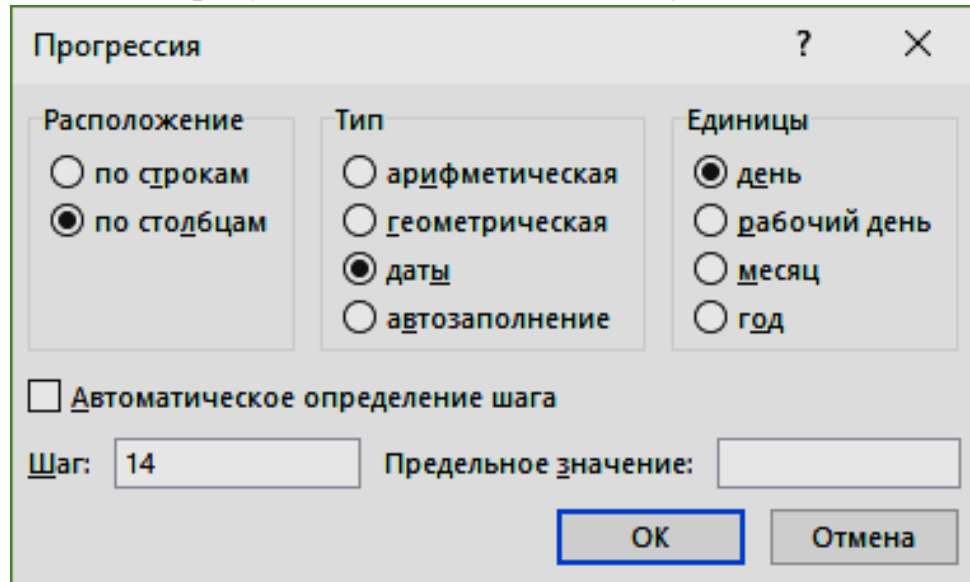 Прогрессия
?
Расположение
по строкам
по столбцам
Тип
арифметическая
геометрическая
даты
автозаполнение
Единицы
день
рабочий день
месяц
год
Автоматическое определение шага
Шаг: 14 Предельное значение:
ОК Отмена